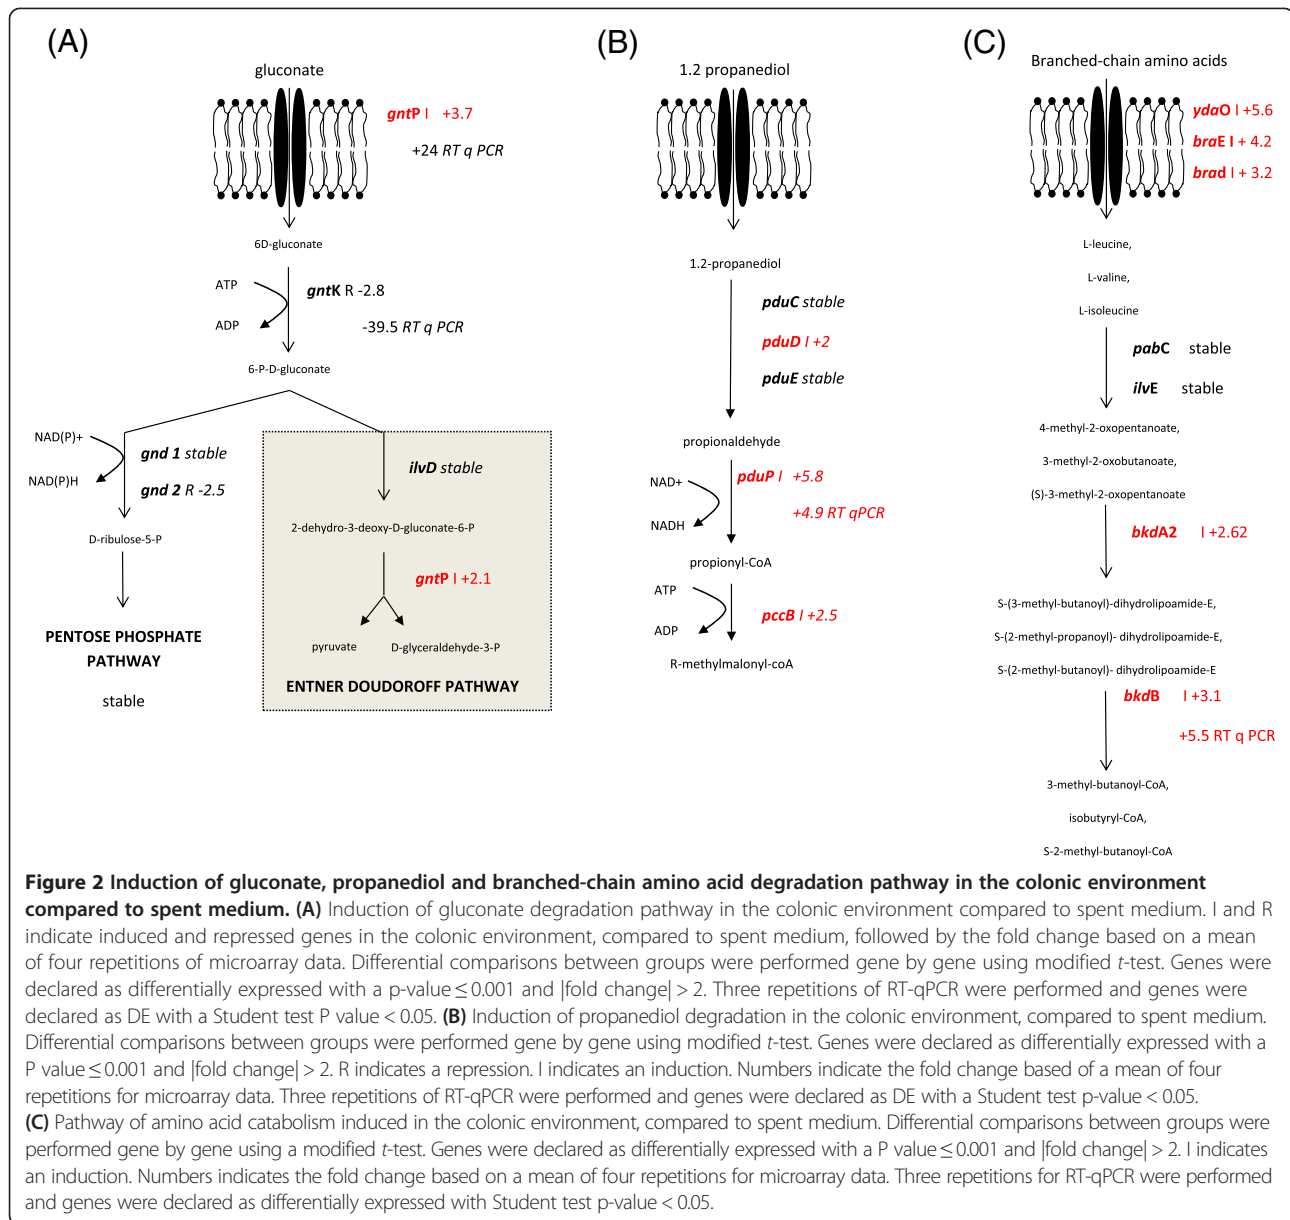 (A)
gluconate
gntP I +3.7
+24 RT q PCR
6D-gluconate
ATP
gntK R -2.8
ADP
-39.5 RT q PCR
6-P-D-gluconate
NAD(P)+
gnd 1 stable
NAD(P)H
gnd 2 R -2.5
D-ribulose-5-P
PENTOSE PHOSPHATE
PATHWAY
stable
ilvD stable
2-dehydro-3-deoxy-D-gluconate-6-P
gntP I +2.1
pyruvate
D-glyceraldehyde-3-P
ENTNER DOUDOROFF PATHWAY
(B)
1.2 propanediol
1.2-propanediol
pduC stable
pduD I +2
pduE stable
propionaldehyde
NAD+
pduP I +5.8
NADH
+4.9 RT qPCR
propionyl-CoA
ATP
pccB I +2.5
ADP
R-methylmalonyl-coA
(C)
Branched-chain amino acids
ydaO I +5.6
braE I + 4.2
brad I + 3.2
L-leucine,
L-valine,
L-isoleucine
pabC stable
ilvE stable
4-methyl-2-oxopentanoate,
3-methyl-2-oxobutanoate,
(S)-3-methyl-2-oxopentanoate
bkdA2 I +2.62
S-(3-methyl-butanoyl)-dihydrolipoamide-E,
S-(2-methyl-propanoyl)- dihydrolipoamide-E,
S-(2-methyl-butanoyl)- dihydrolipoamide-E
bkdB I +3.1
+5.5 RT q PCR
3-methyl-butanoyl-CoA,
isobutyryl-CoA,
S-2-methyl-butanoyl-CoA
Figure 2 Induction of gluconate, propanediol and branched-chain amino acid degradation pathway in the colonic environment
compared to spent medium. (A) Induction of gluconate degradation pathway in the colonic environment compared to spent medium. I and R
indicate induced and repressed genes in the colonic environment, compared to spent medium, followed by the fold change based on a mean
of four repetitions of microarray data. Differential comparisons between groups were performed gene by gene using modified t-test. Genes were
declared as differentially expressed with a p-value ≤ 0.001 and |fold change| > 2. Three repetitions of RT-qPCR were performed and genes were
declared as DE with a Student test P value < 0.05. (B) Induction of propanediol degradation in the colonic environment, compared to spent medium.
Differential comparisons between groups were performed gene by gene using modified t-test. Genes were declared as differentially expressed with a
P value ≤ 0.001 and |fold change| > 2. R indicates a repression. I indicates an induction. Numbers indicate the fold change based of a mean of four
repetitions for microarray data. Three repetitions of RT-qPCR were performed and genes were declared as DE with a Student test p-value < 0.05.
(C) Pathway of amino acid catabolism induced in the colonic environment, compared to spent medium. Differential comparisons between groups were
performed gene by gene using a modified t-test. Genes were declared as differentially expressed with a P value ≤ 0.001 and |fold change| > 2. I indicates
an induction. Numbers indicates the fold change based on a mean of four repetitions for microarray data. Three repetitions for RT-qPCR were performed
and genes were declared as differentially expressed with Student test p-value < 0.05.